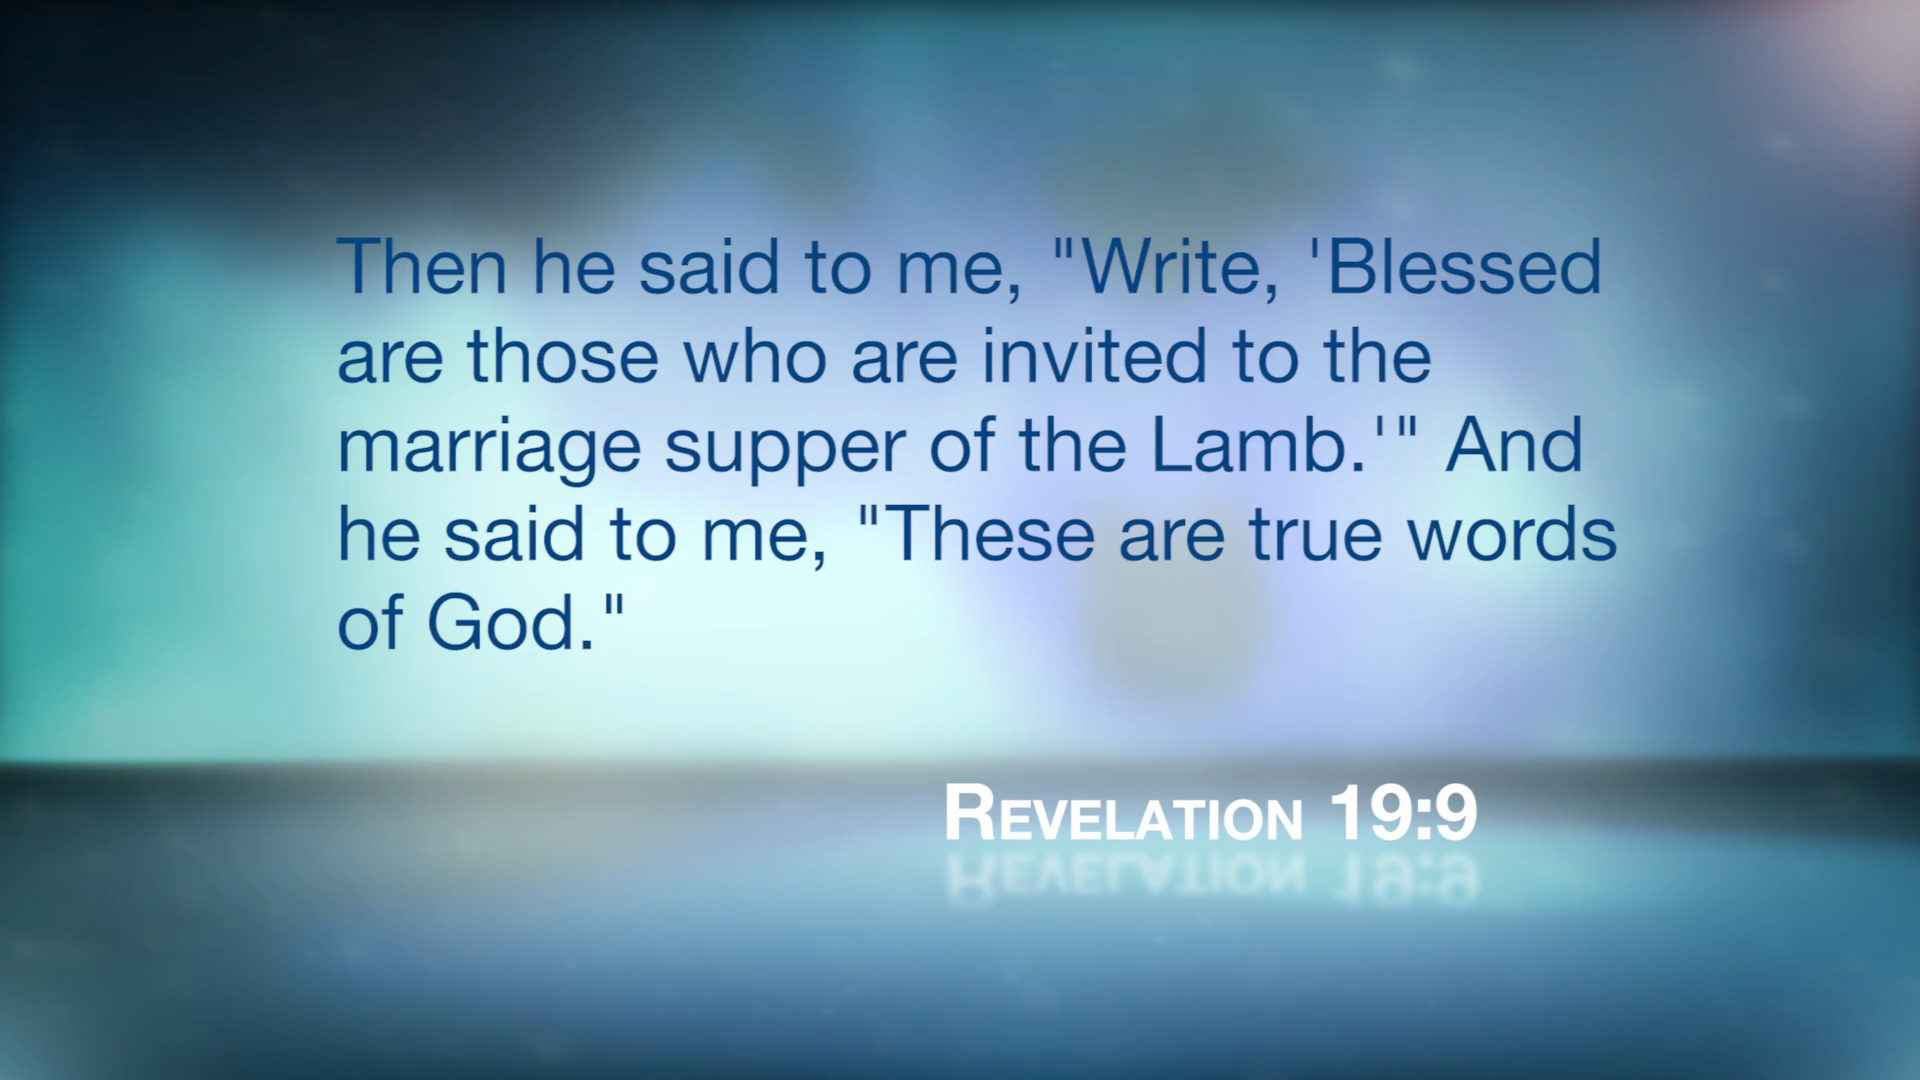 Then he said to me, "Write, 'Blessed
are those who are invited to the
marriage supper of the Lamb.'" And
he said to me, "These are true words
of God."
REVELATION 19:9